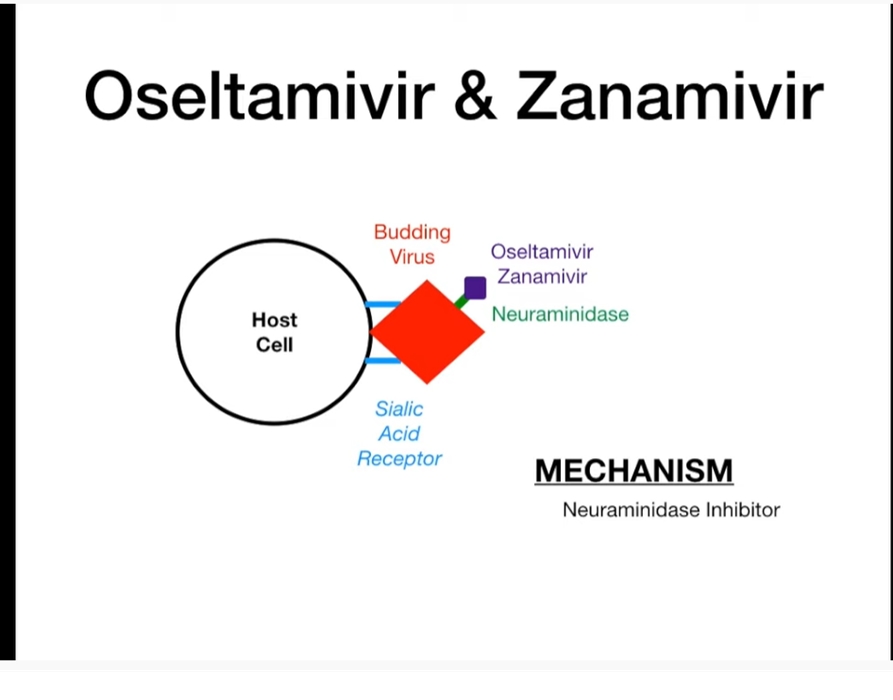 Oseltamivir & Zanamivir
Budding
Virus
Oseltamivir
Zanamivir
Neuraminidase
Host
Cell
Sialic
Acid
Receptor
MECHANISM
Neuraminidase Inhibitor